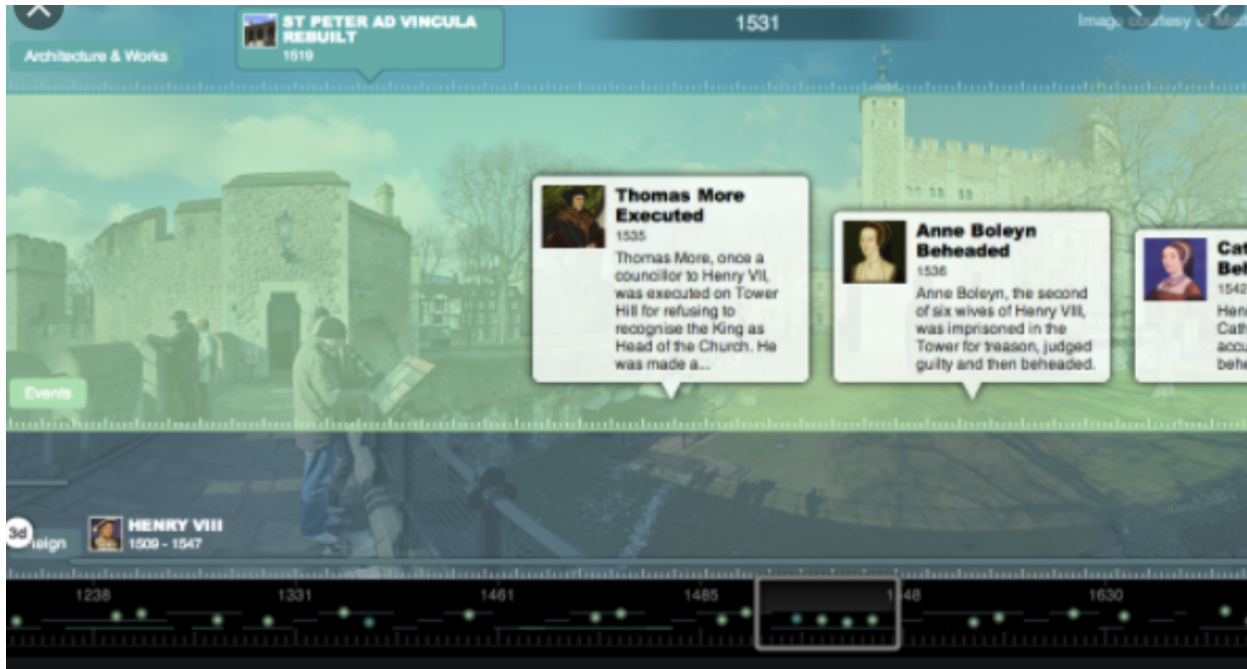 ST PETER AD VINCULA
REBUILT
1519
Architecture & Works
1531
Image courtesy of
Thomas More
Executed
1535
Thomas More, once a
councillor to Henry VII,
was executed on Tower
Hill for refusing to
recognise the King as
Head of the Church. He
was made a...
Anne Boleyn
Beheaded
1536
Anne Boleyn, the second
of six wives of Henry VIII,
was imprisoned in the
Tower for treason, judged
guilty and then beheaded.
1542
Events
3d
HENRY VIII
1509 - 1547
1238
1331
1461
1485
1630